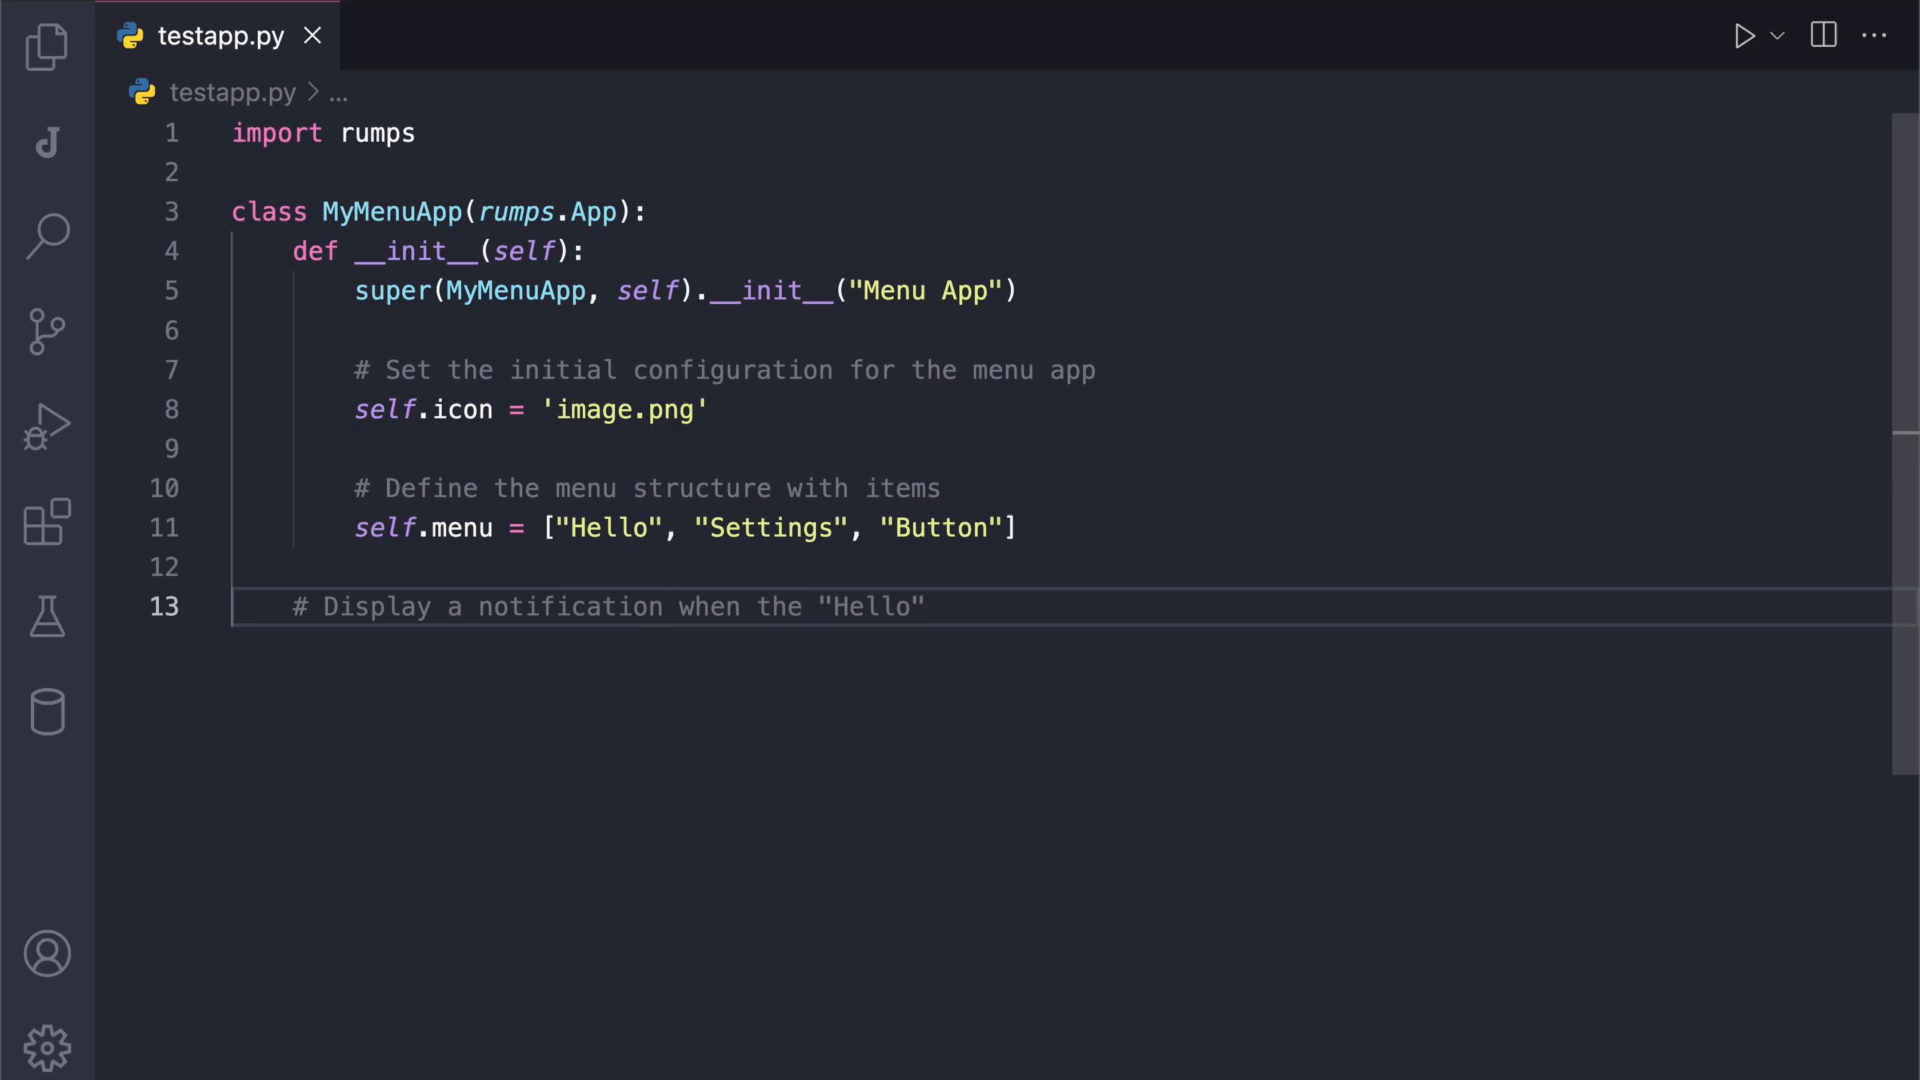 testapp.py
testapp.py > ...
1 import rumps
2
3 class MyMenuApp(rumps.App):
4     def __init__(self):
5         super(MyMenuApp, self).__init__("Menu App")
6
7         # Set the initial configuration for the menu app
8         self.icon = 'image.png'
9
10         # Define the menu structure with items
11         self.menu = ["Hello", "Settings", "Button"]
12
13     # Display a notification when the "Hello"